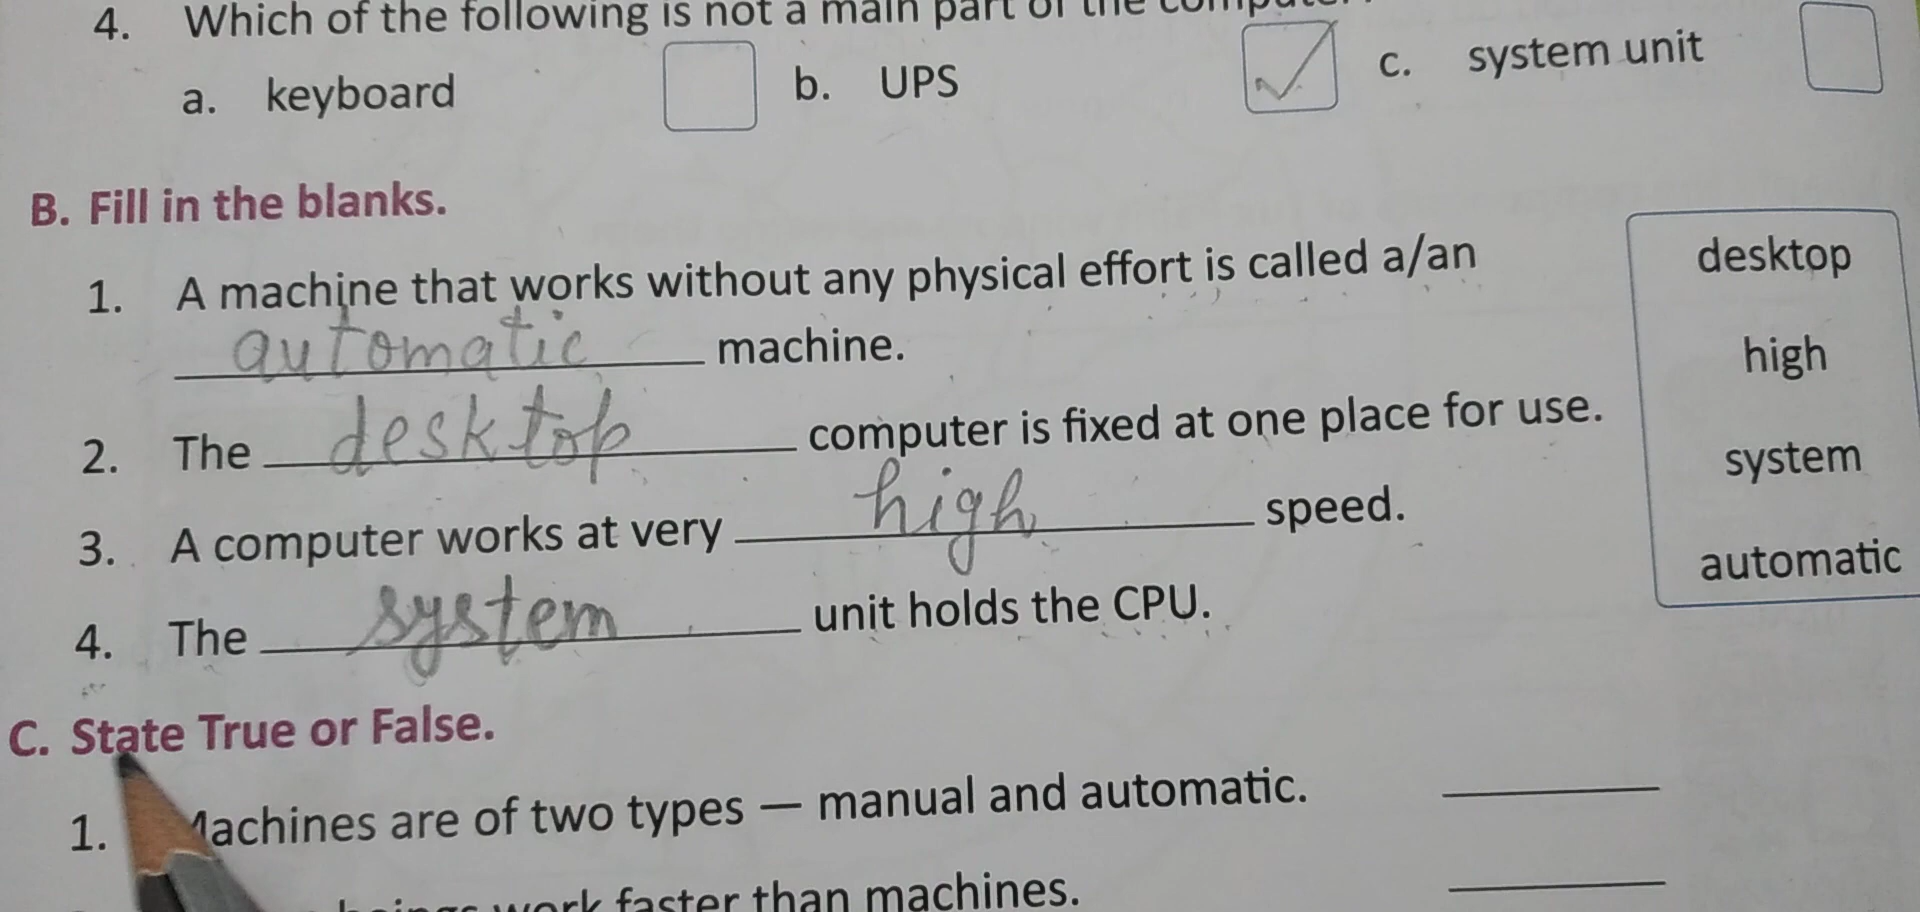 4. Which of the following is not a main part of the computer?
a. keyboard b. UPS c. system unit
B. Fill in the blanks.
1. A machine that works without any physical effort is called a/an
automatic machine.
2. The desktop computer is fixed at one place for use.
3. A computer works at very high speed.
4. The system unit holds the CPU.
desktop
high
system
automatic
C. State True or False.
1. Machines are of two types — manual and automatic.
beings work faster than machines.